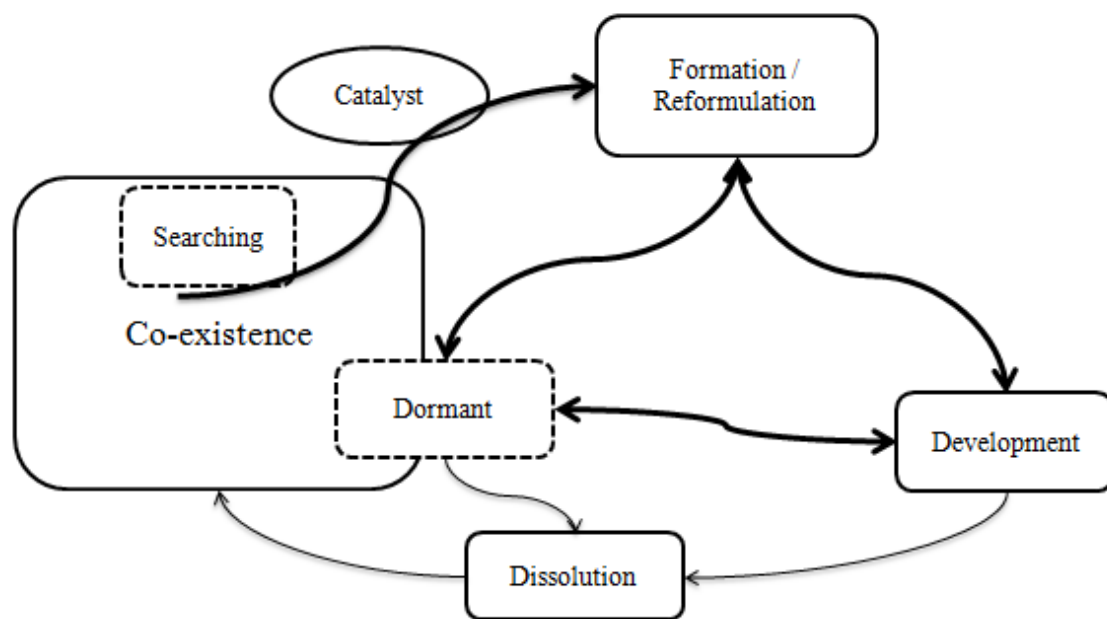 Catalyst
Formation /
Reformulation
Searching
Co-existence
Dormant
Development
Dissolution